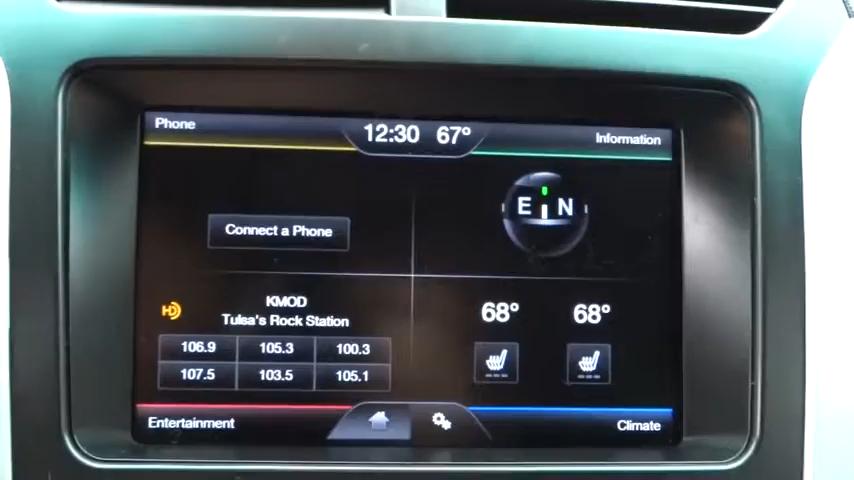 Phone
12:30 67°
Information
Connect a Phone
E N
HD
KMOD
Tulsa's Rock Station
106.9 105.3 100.3
107.5 103.5 105.1
68° 68°
Entertainment
Climate